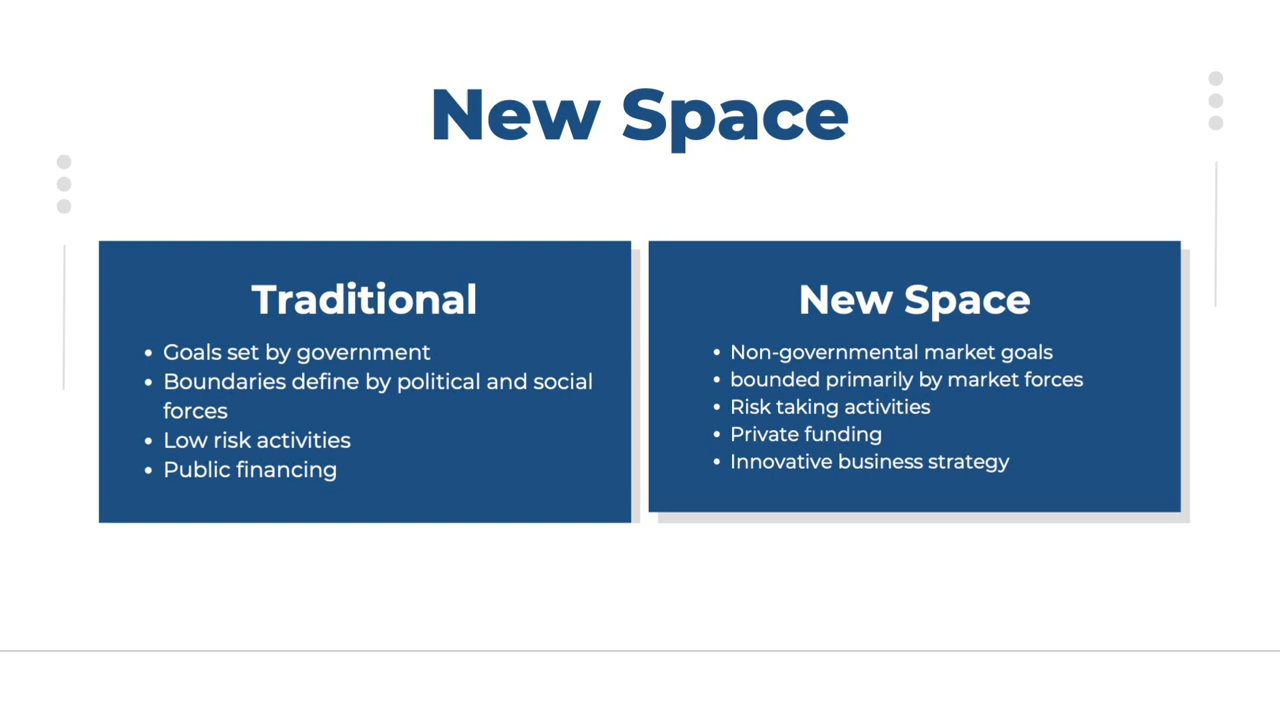 New Space
Traditional
• Goals set by government
• Boundaries define by political and social
forces
• Low risk activities
• Public financing
New Space
• Non-governmental market goals
• bounded primarily by market forces
• Risk taking activities
• Private funding
• Innovative business strategy